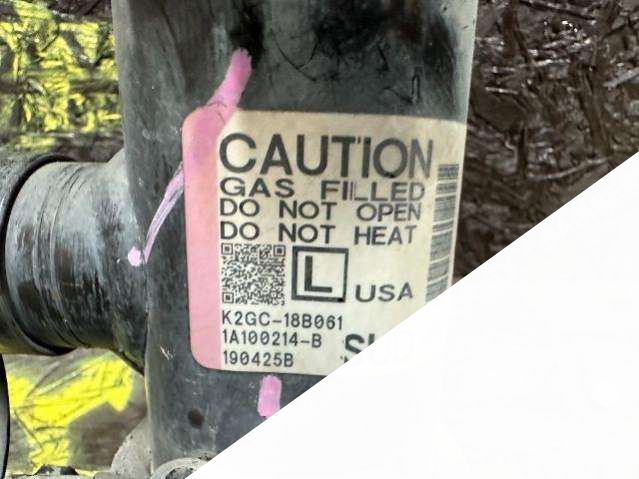 CAUTION
GAS FILLED
DO NOT OPEN
DO NOT HEAT
L
USA
K2GC-18B061
1A100214-B
190425B